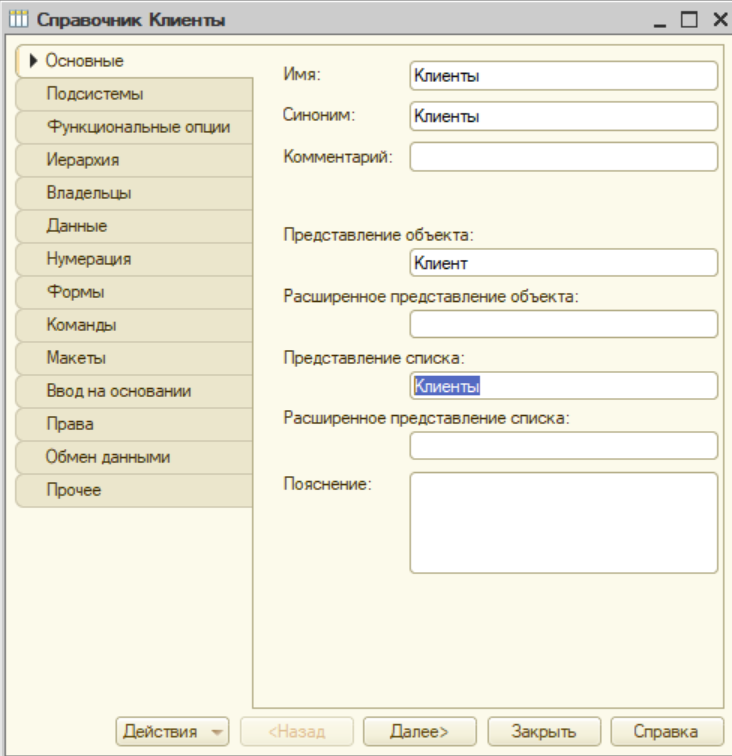 Справочник Клиенты
Основные
Подсистемы
Функциональные опции
Иерархия
Владельцы
Данные
Нумерация
Формы
Команды
Макеты
Ввод на основании
Права
Обмен данными
Прочее
Имя: Клиенты
Синоним: Клиенты
Комментарий:
Представление объекта:
Клиент
Расширенное представление объекта:
Представление списка:
Клиенты
Расширенное представление списка:
Пояснение:
Действия <Назад Далее> Закрыть Справка